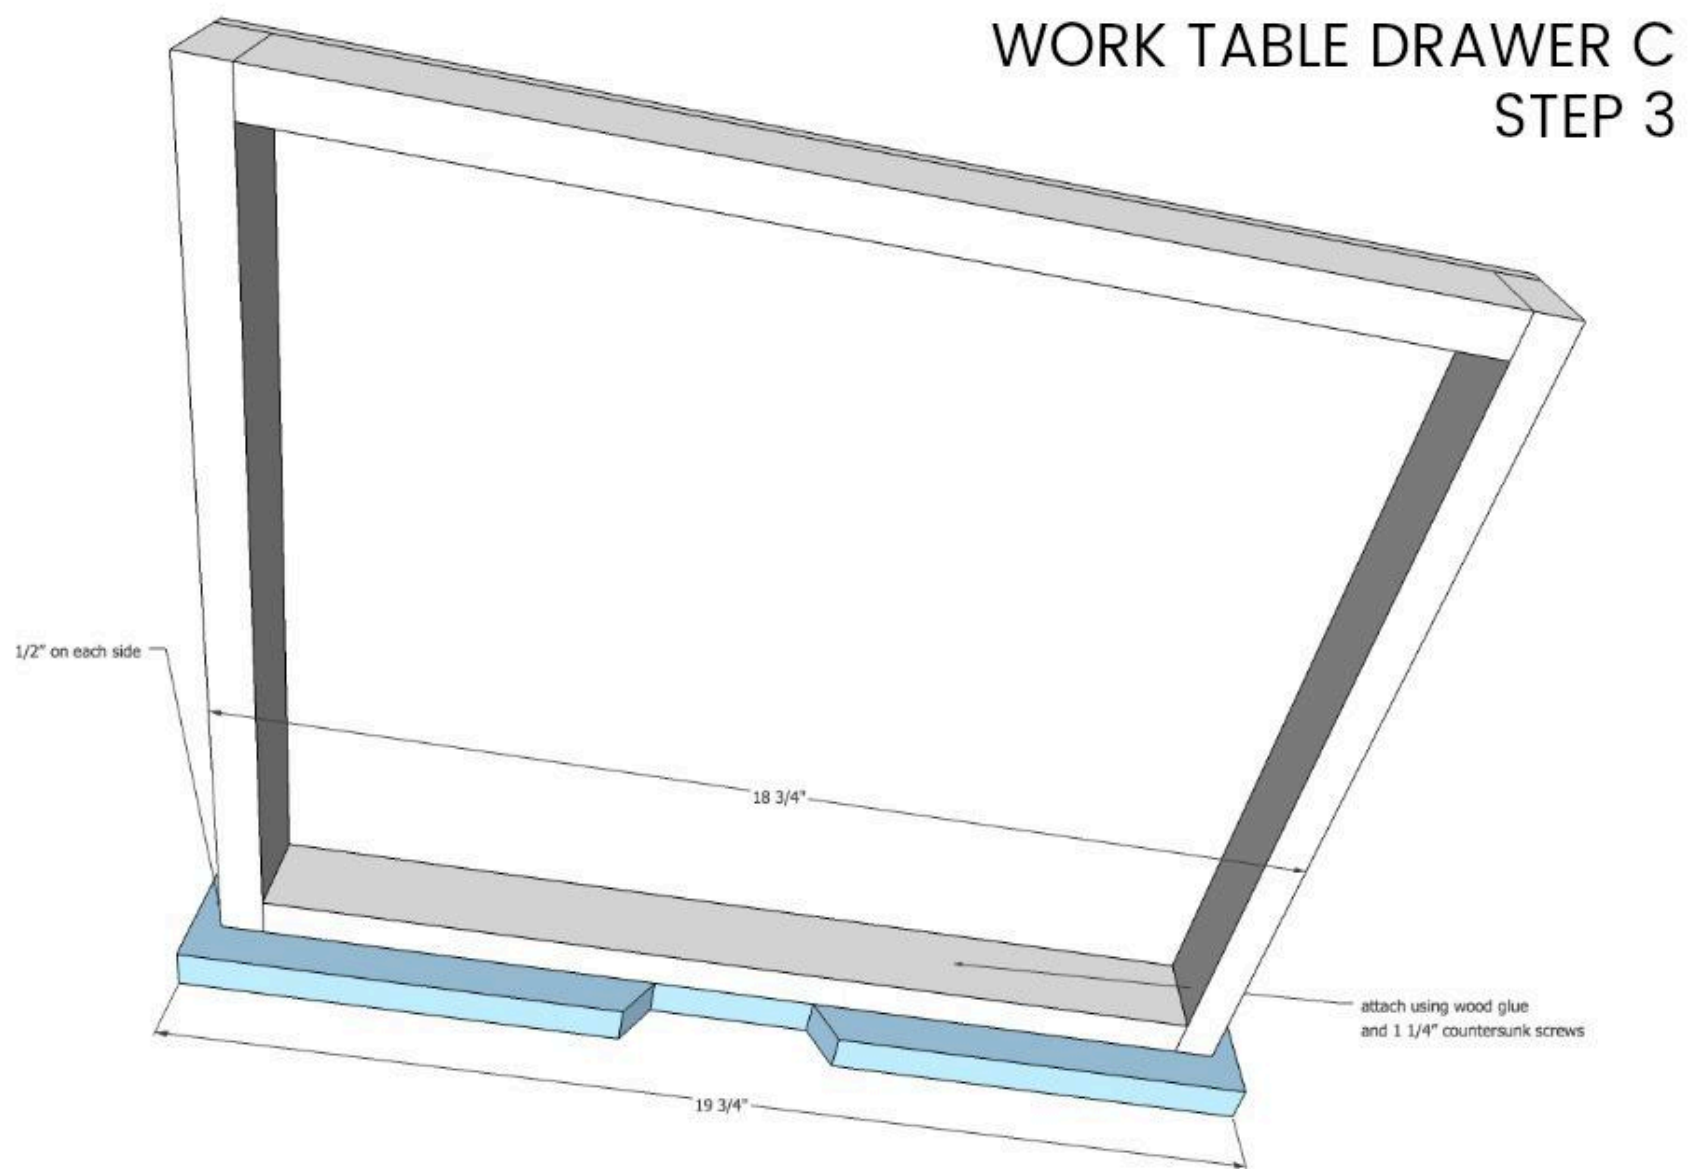 WORK TABLE DRAWER C
STEP 3
1/2" on each side
18 3/4"
attach using wood glue
and 1 1/4" countersunk screws
19 3/4"